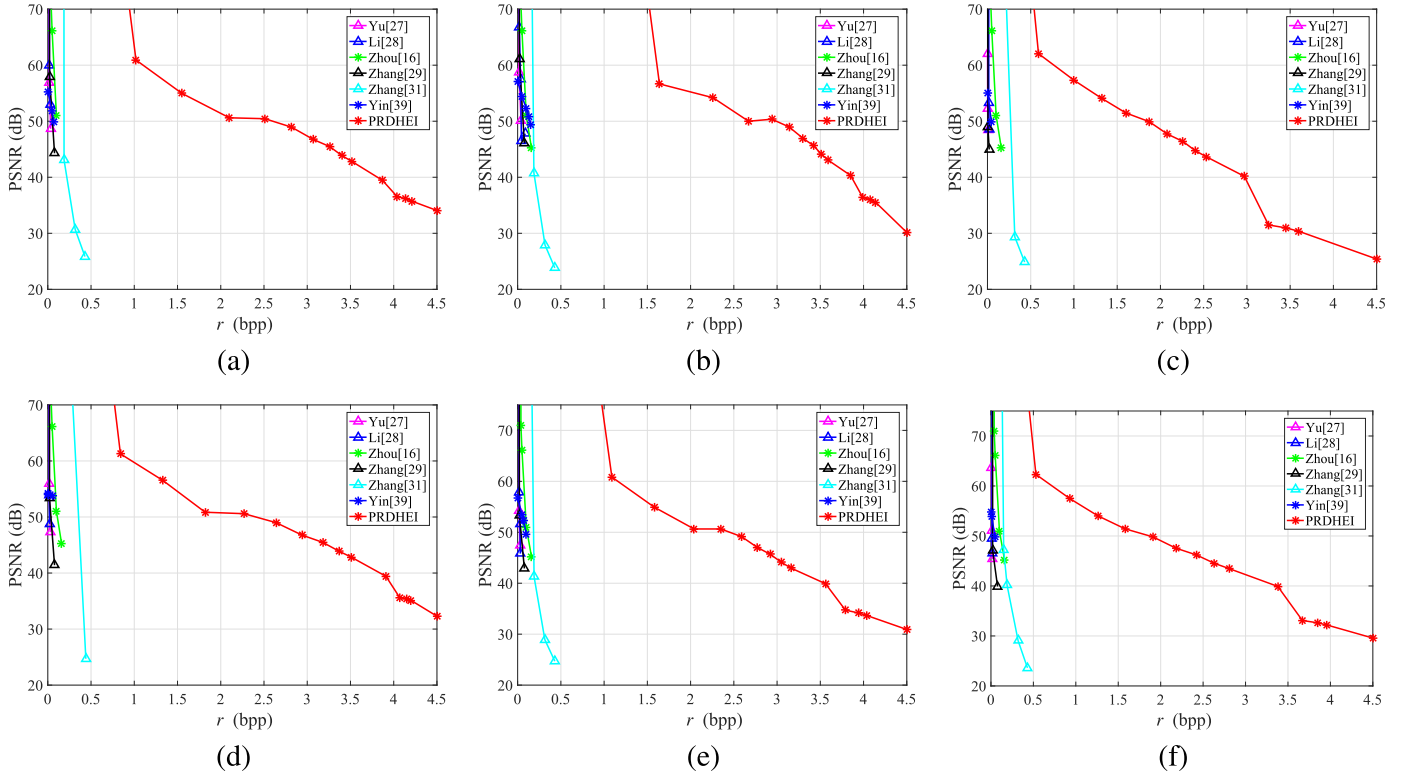 70
60
50
40
30
20
PSNR (dB)
0 0.5 1 1.5 2 2.5 3 3.5 4 4.5
r (bpp)
Yu[27]
Li[28]
Zhou[16]
Zhang[29]
Zhang[31]
Yin[39]
PRDHEI
(a)
70
60
50
40
30
20
PSNR (dB)
0 0.5 1 1.5 2 2.5 3 3.5 4 4.5
r (bpp)
Yu[27]
Li[28]
Zhou[16]
Zhang[29]
Zhang[31]
Yin[39]
PRDHEI
(b)
70
60
50
40
30
20
PSNR (dB)
0 0.5 1 1.5 2 2.5 3 3.5 4 4.5
r (bpp)
Yu[27]
Li[28]
Zhou[16]
Zhang[29]
Zhang[31]
Yin[39]
PRDHEI
(c)
70
60
50
40
30
20
PSNR (dB)
0 0.5 1 1.5 2 2.5 3 3.5 4 4.5
r (bpp)
Yu[27]
Li[28]
Zhou[16]
Zhang[29]
Zhang[31]
Yin[39]
PRDHEI
(d)
70
60
50
40
30
20
PSNR (dB)
0 0.5 1 1.5 2 2.5 3 3.5 4 4.5
r (bpp)
Yu[27]
Li[28]
Zhou[16]
Zhang[29]
Zhang[31]
Yin[39]
PRDHEI
(e)
70
60
50
40
30
20
PSNR (dB)
0 0.5 1 1.5 2 2.5 3 3.5 4 4.5
r (bpp)
Yu[27]
Li[28]
Zhou[16]
Zhang[29]
Zhang[31]
Yin[39]
PRDHEI
(f)